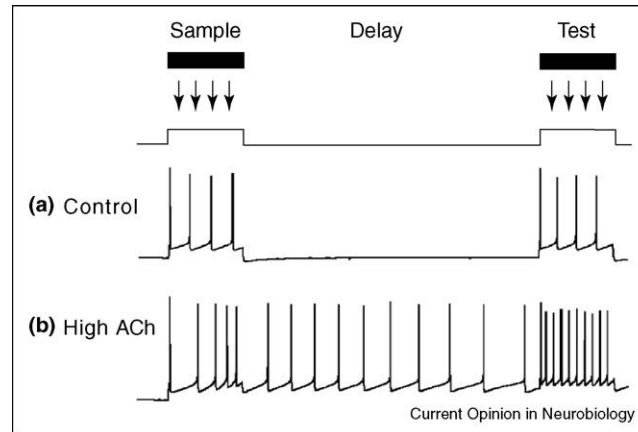 Sample Delay Test
(a) Control
(b) High ACh
Current Opinion in Neurobiology